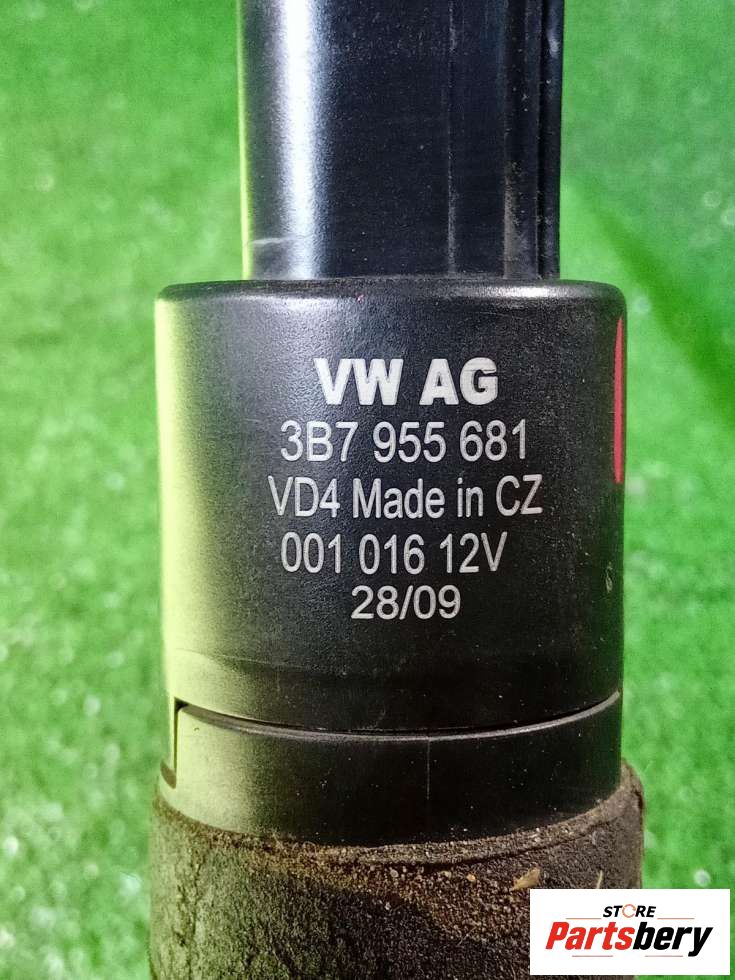 VW AG
3B7 955 681
VD4 Made in CZ
001 016 12V
28/09
STORE
Partsbery